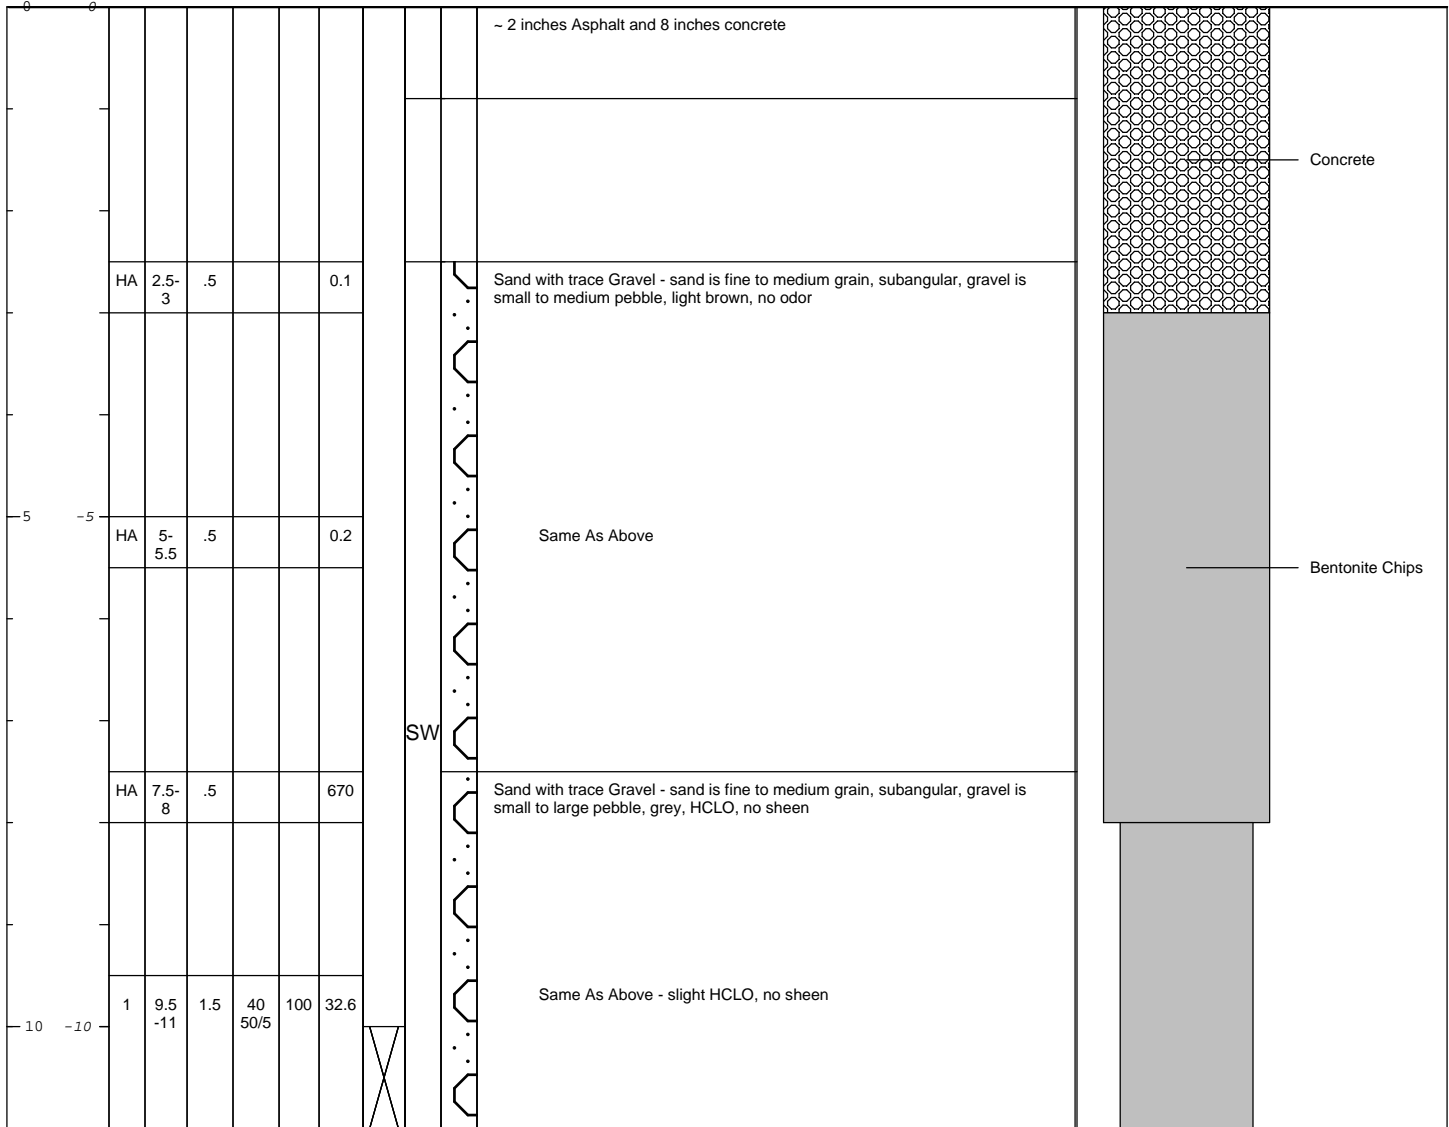 0 0
~ 2 inches Asphalt and 8 inches concrete
Concrete
HA 2.5- .5 0.1 Sand with trace Gravel - sand is fine to medium grain, subangular, gravel is
3 small to medium pebble, light brown, no odor
5 -5
HA 5- .5 0.2 Same As Above
5.5
Bentonite Chips
SW
HA 7.5- .5 670 Sand with trace Gravel - sand is fine to medium grain, subangular, gravel is
8 small to large pebble, grey, HCLO, no sheen
Same As Above - slight HCLO, no sheen
1 9.5 1.5 40 100 32.6
-11 50/5
10 -10